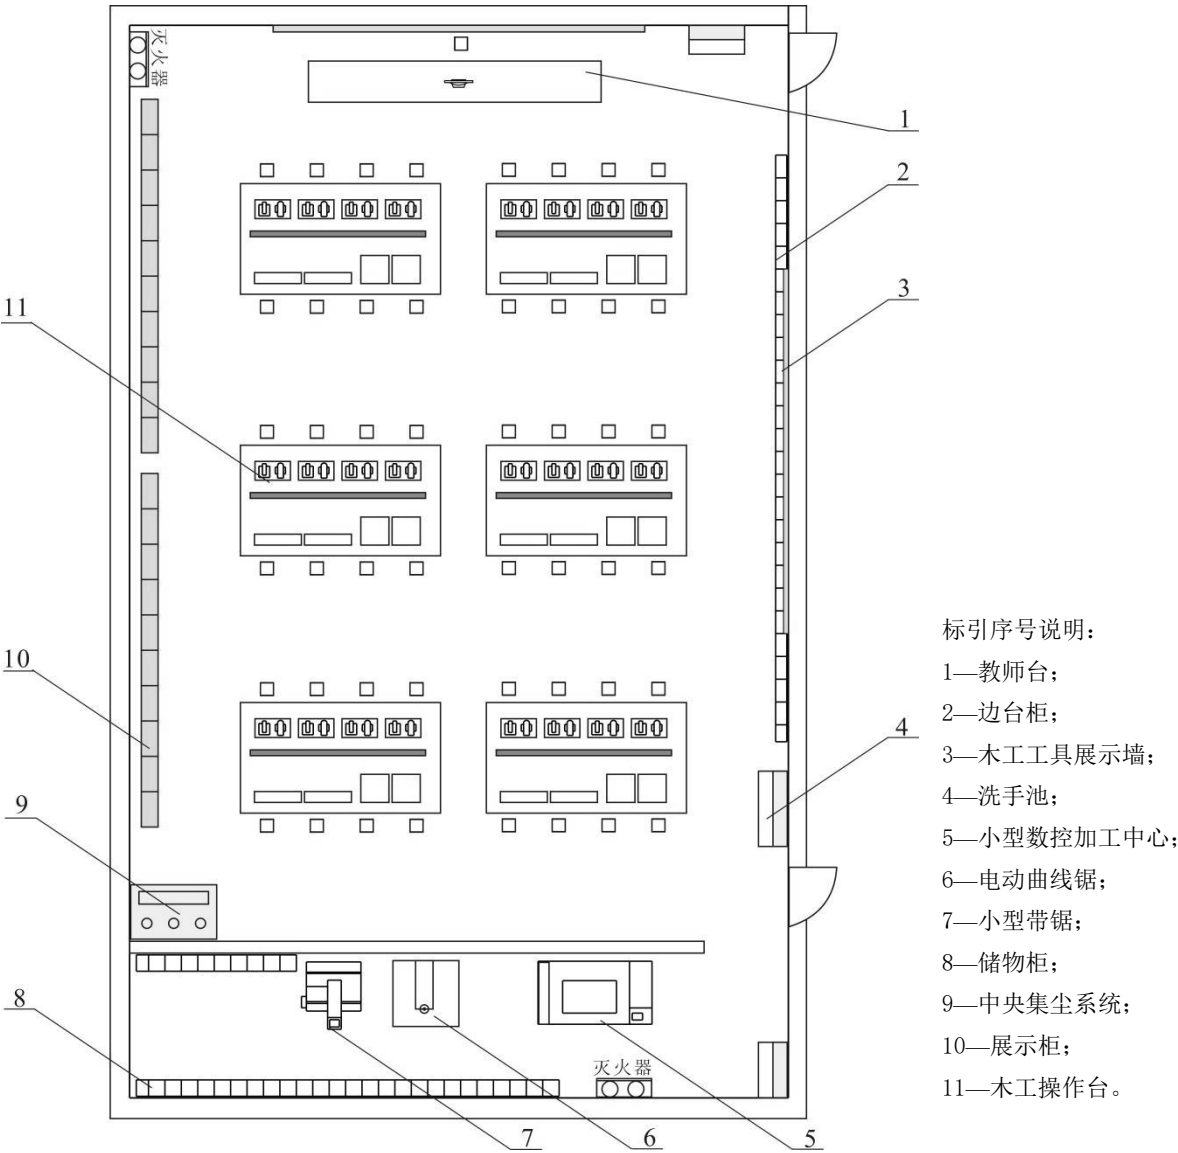 灭火器
1
2
3
11
10
4
9
8
灭火器
7
6
5
标引序号说明：
1—教师台；
2—边台柜；
3—木工工具展示墙；
4—洗手池；
5—小型数控加工中心；
6—电动曲线锯；
7—小型带锯；
8—储物柜；
9—中央集尘系统；
10—展示柜；
11—木工操作台。